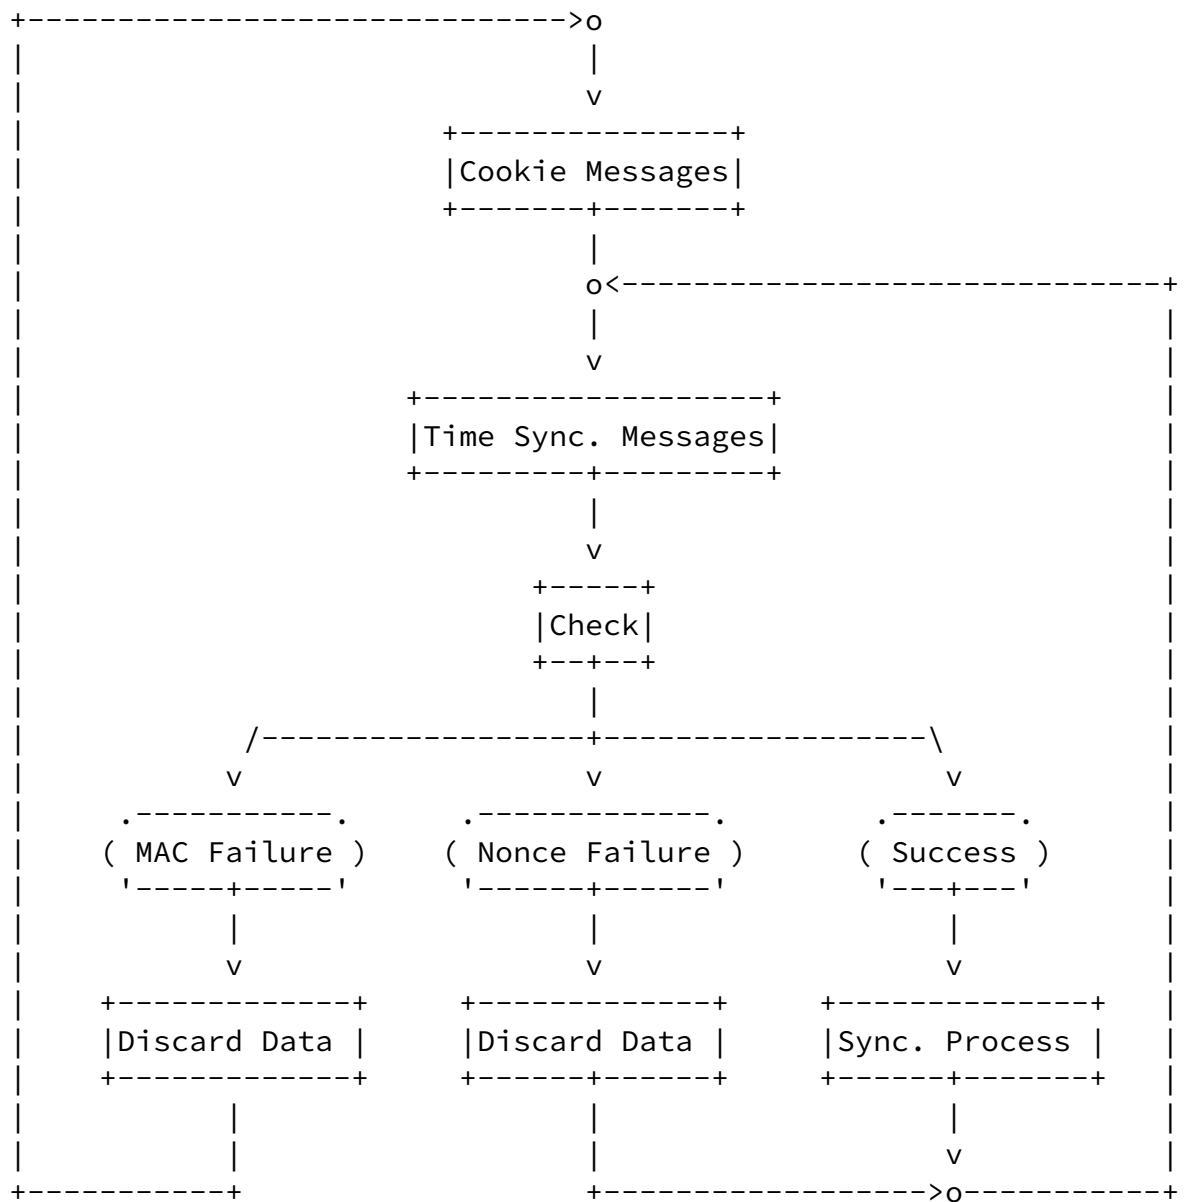 Cookie Messages
Time Sync. Messages
Check
( MAC Failure ) ( Nonce Failure ) ( Success )
Discard Data Discard Data Sync. Process